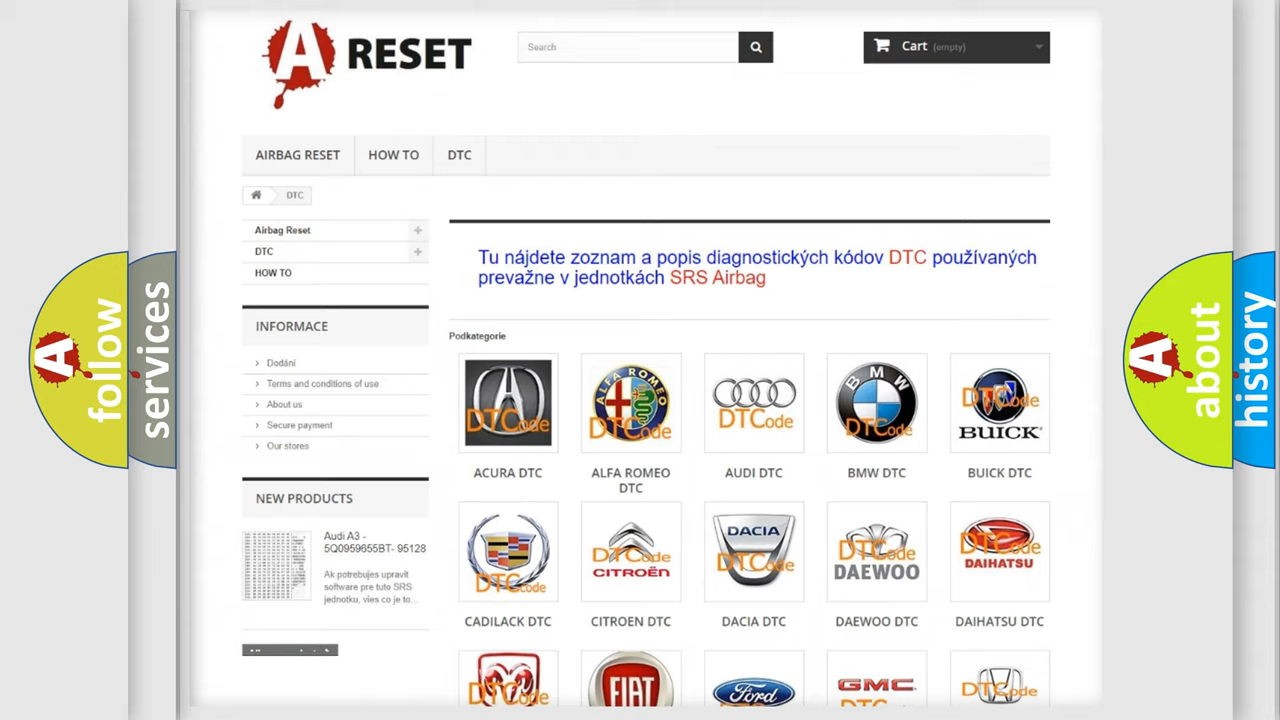 A RESET
Search
Cart (empty)
AIRBAG RESET
HOW TO
DTC
DTC
Airbag Reset
DTC
HOW TO
Tu nájdete zoznam a popis diagnostických kódov DTC používaných
prevažne v jednotkách SRS Airbag
INFORMACE
Dodání
Terms and conditions of use
About us
Secure payment
Our stores
NEW PRODUCTS
Audi A3 -
5Q0959655BT- 95128
Ak potrebujes upravit
software pre tuto SRS
jednotku, vies co je to...
Podkategorie
DTCode
ALFA ROMEO
DTCode
DTCode
BMW
DTCode
DTCode
BUICK
ACURA DTC
ALFA ROMEO
DTC
AUDI DTC
BMW DTC
BUICK DTC
DTCode
DTCode
CITROËN
DACIA
DTCode
DTCode
DAEWOO
DTCode
DAIHATSU
CADILACK DTC
CITROEN DTC
DACIA DTC
DAEWOO DTC
DAIHATSU DTC
DTCode
FIAT
Ford
GMC
DTCode
A follow
services
A about
history